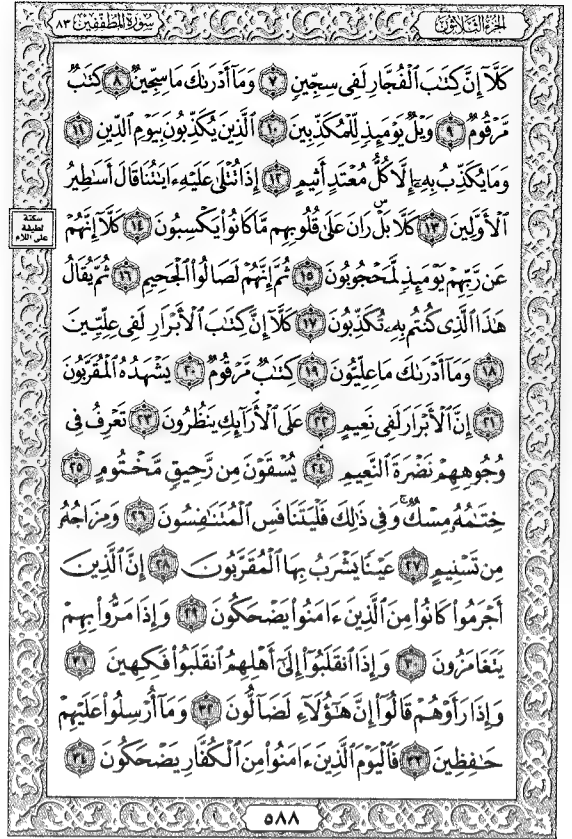 الجزء الثلاثون
سورة المطففين ٨٣
كَلَّآ إِنَّ كِتَٰبَ ٱلْفُجَّارِ لَفِى سِجِّينٍ ٧ وَمَآ أَدْرَىٰكَ مَا سِجِّينٌ ٨ كِتَٰبٌ
مَّرْقُومٌ ٩ وَيْلٌ يَوْمَئِذٍ لِّلْمُكَذِّبِينَ ١٠ ٱلَّذِينَ يُكَذِّبُونَ بِيَوْمِ ٱلدِّينِ ١١
وَمَا يُكَذِّبُ بِهِۦٓ إِلَّا كُلُّ مُعْتَدٍ أَثِيمٍ ١٢ إِذَا تُتْلَىٰ عَلَيْهِ ءَايَٰتُنَا قَالَ أَسَٰطِيرُ
ٱلْأَوَّلِينَ ١٣ كَلَّا بَلْۜ رَانَ عَلَىٰ قُلُوبِهِم مَّا كَانُوا۟ يَكْسِبُونَ ١٤ كَلَّآ إِنَّهُمْ
سكتة
لطيفة
على اللام
عَن رَّبِّهِمْ يَوْمَئِذٍ لَّمَحْجُوبُونَ ١٥ ثُمَّ إِنَّهُمْ لَصَالُوا۟ ٱلْجَحِيمِ ١٦ ثُمَّ يُقَالُ
هَٰذَا ٱلَّذِى كُنتُم بِهِۦ تُكَذِّبُونَ ١٧ كَلَّآ إِنَّ كِتَٰبَ ٱلْأَبْرَارِ لَفِى عِلِّيِّينَ
١٨ وَمَآ أَدْرَىٰكَ مَا عِلِّيُّونَ ١٩ كِتَٰبٌ مَّرْقُومٌ ٢٠ يَشْهَدُهُ ٱلْمُقَرَّبُونَ
٢١ إِنَّ ٱلْأَبْرَارَ لَفِى نَعِيمٍ ٢٢ عَلَى ٱلْأَرَآئِكِ يَنظُرُونَ ٢٣ تَعْرِفُ فِى
وُجُوهِهِمْ نَضْرَةَ ٱلنَّعِيمِ ٢٤ يُسْقَوْنَ مِن رَّحِيقٍ مَّخْتُومٍ ٢٥
خِتَٰمُهُۥ مِسْكٌ ۚ وَفِى ذَٰلِكَ فَلْيَتَنَافَسِ ٱلْمُتَنَٰفِسُونَ ٢٦ وَمِزَاجُهُۥ
مِن تَسْنِيمٍ ٢٧ عَيْنًا يَشْرَبُ بِهَا ٱلْمُقَرَّبُونَ ٢٨ إِنَّ ٱلَّذِينَ
أَجْرَمُوا۟ كَانُوا۟ مِنَ ٱلَّذِينَ ءَامَنُوا۟ يَضْحَكُونَ ٢٩ وَإِذَا مَرُّوا۟ بِهِمْ
يَتَغَامَزُونَ ٣٠ وَإِذَا ٱنقَلَبُوٓا۟ إِلَىٰٓ أَهْلِهِمُ ٱنقَلَبُوا۟ فَكِهِينَ ٣١
وَإِذَا رَأَوْهُمْ قَالُوٓا۟ إِنَّ هَٰٓؤُلَآءِ لَضَآلُّونَ ٣٢ وَمَآ أُرْسِلُوا۟ عَلَيْهِمْ
حَٰفِظِينَ ٣٣ فَٱلْيَوْمَ ٱلَّذِينَ ءَامَنُوا۟ مِنَ ٱلْكُفَّارِ يَضْحَكُونَ ٣٤
٥٨٨